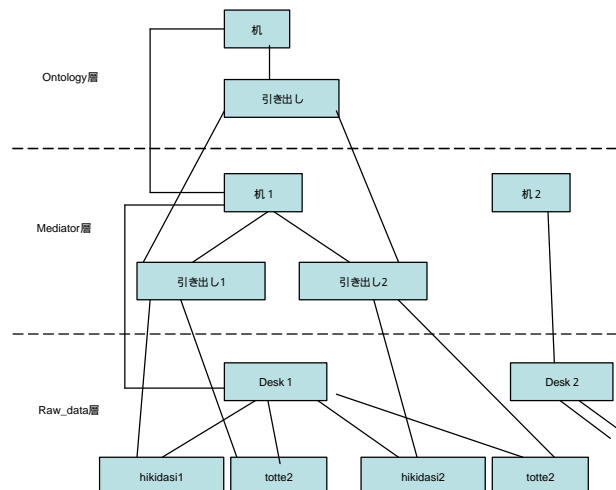 机
Ontology層
引き出し
机 1
机 2
Mediator層
引き出し1
引き出し2
Desk 1
Desk 2
Raw_data層
hikidasi1
totte2
hikidasi2
totte2